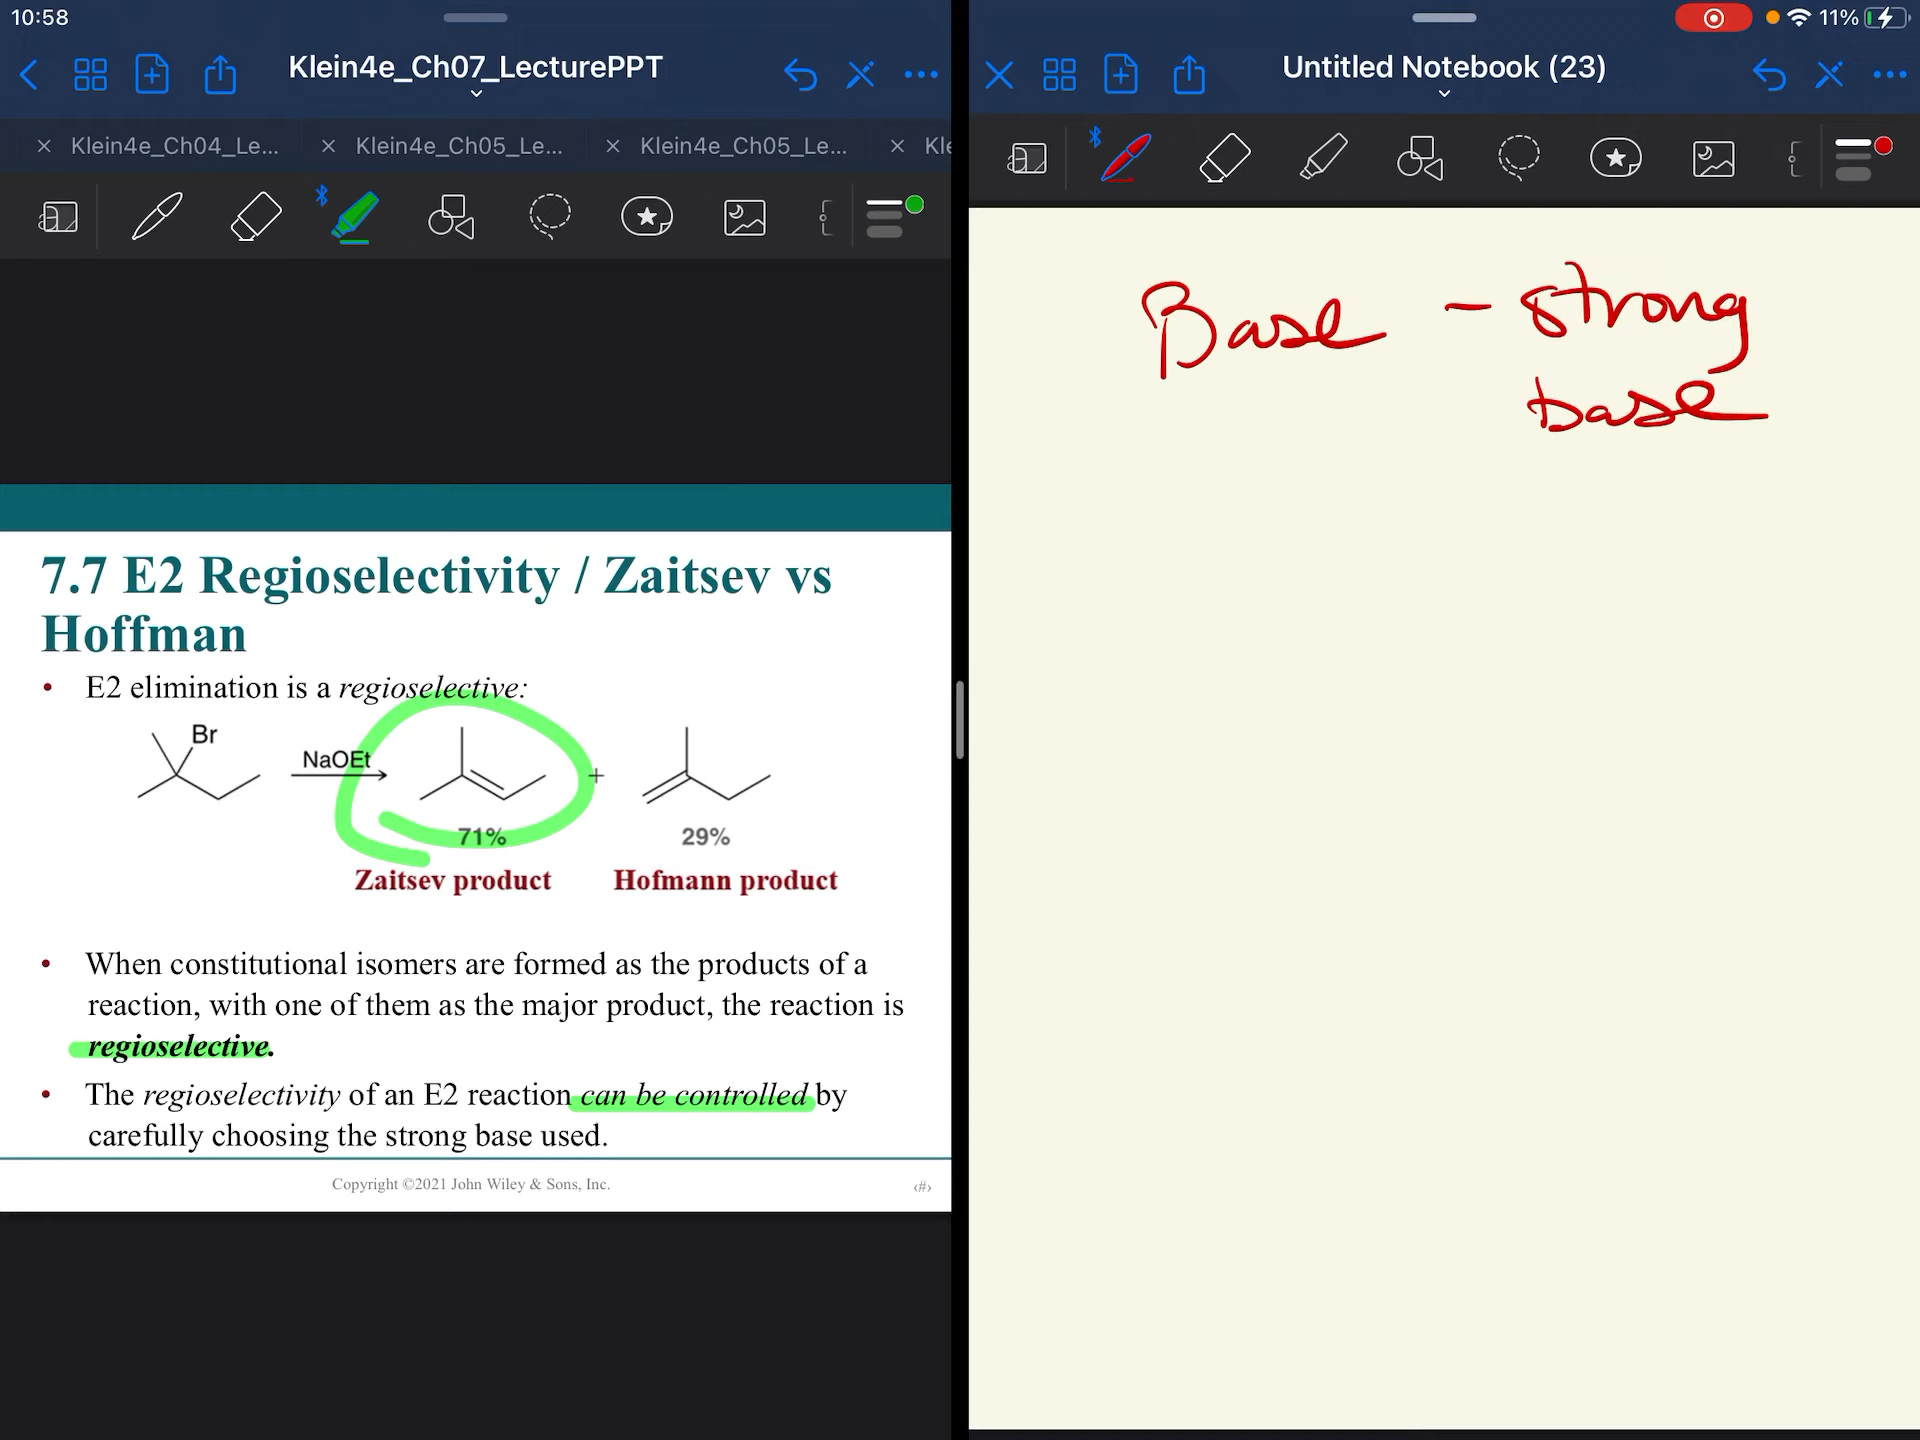 10:58
Klein4e_Ch07_LecturePPT
Klein4e_Ch04_Le...
Klein4e_Ch05_Le...
Klein4e_Ch05_Le...
Kle
7.7 E2 Regioselectivity / Zaitsev vs
Hoffman
• E2 elimination is a regioselective:
Br
NaOEt
+
71%
29%
Zaitsev product
Hofmann product
• When constitutional isomers are formed as the products of a
reaction, with one of them as the major product, the reaction is
regioselective.
• The regioselectivity of an E2 reaction can be controlled by
carefully choosing the strong base used.
Copyright ©2021 John Wiley & Sons, Inc.
‹#›
11%
Untitled Notebook (23)
Base - strong
base